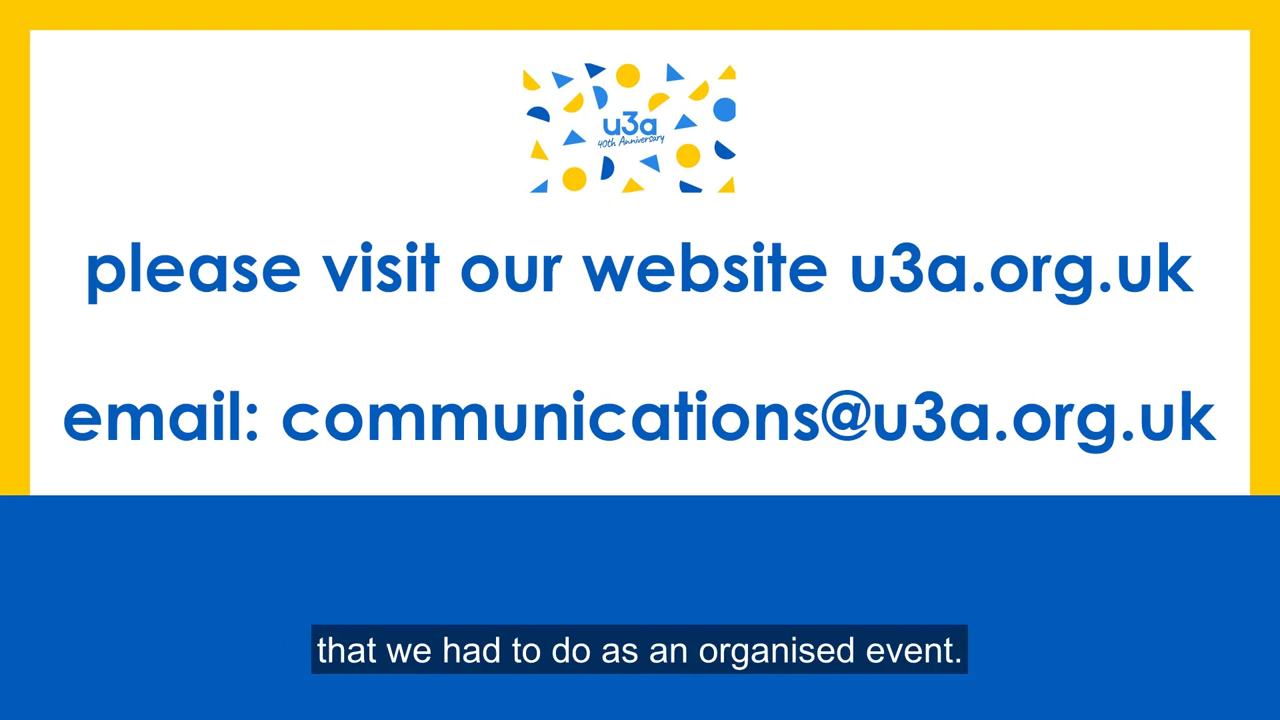 u3a
40th Anniversary
please visit our website u3a.org.uk
email: communications@u3a.org.uk
that we had to do as an organised event.